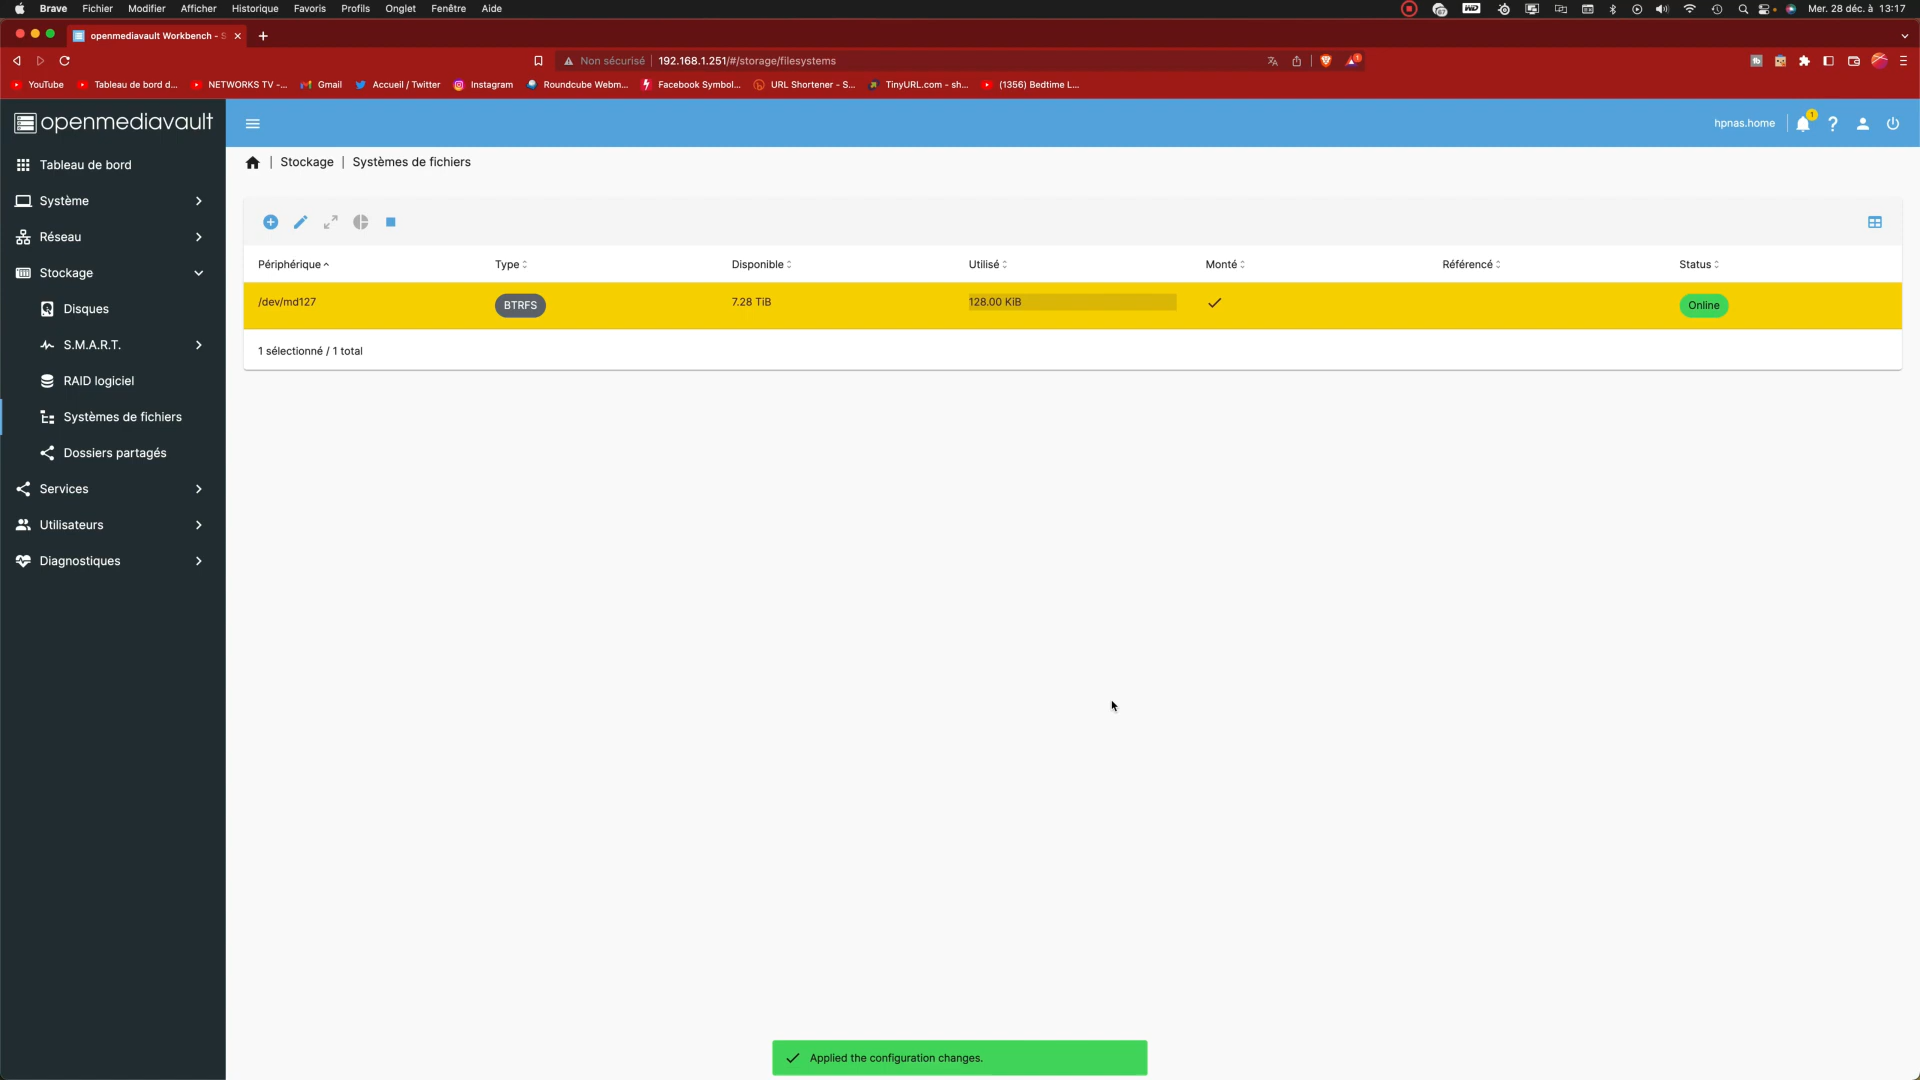 Brave Fichier Modifier Afficher Historique Favoris Profils Onglet Fenêtre Aide Mer. 28 déc. à 13:17
openmediavault Workbench - S
Non sécurisé 192.168.1.251/#/storage/filesystems
YouTube Tableau de bord d... NETWORKS TV -... Gmail Accueil / Twitter Instagram Roundcube Webm... Facebook Symbol... URL Shortener - S... TinyURL.com - sh... (1356) Bedtime L...
openmediavault
hpnas.home 1 ?
Stockage | Systèmes de fichiers
Tableau de bord
Système
Réseau
Stockage
Disques
S.M.A.R.T.
RAID logiciel
Systèmes de fichiers
Dossiers partagés
Services
Utilisateurs
Diagnostiques
Périphérique Type Disponible Utilisé Monté Référencé Status
/dev/md127 BTRFS 7.28 TiB 128.00 KiB Online
1 sélectionné / 1 total
Applied the configuration changes.